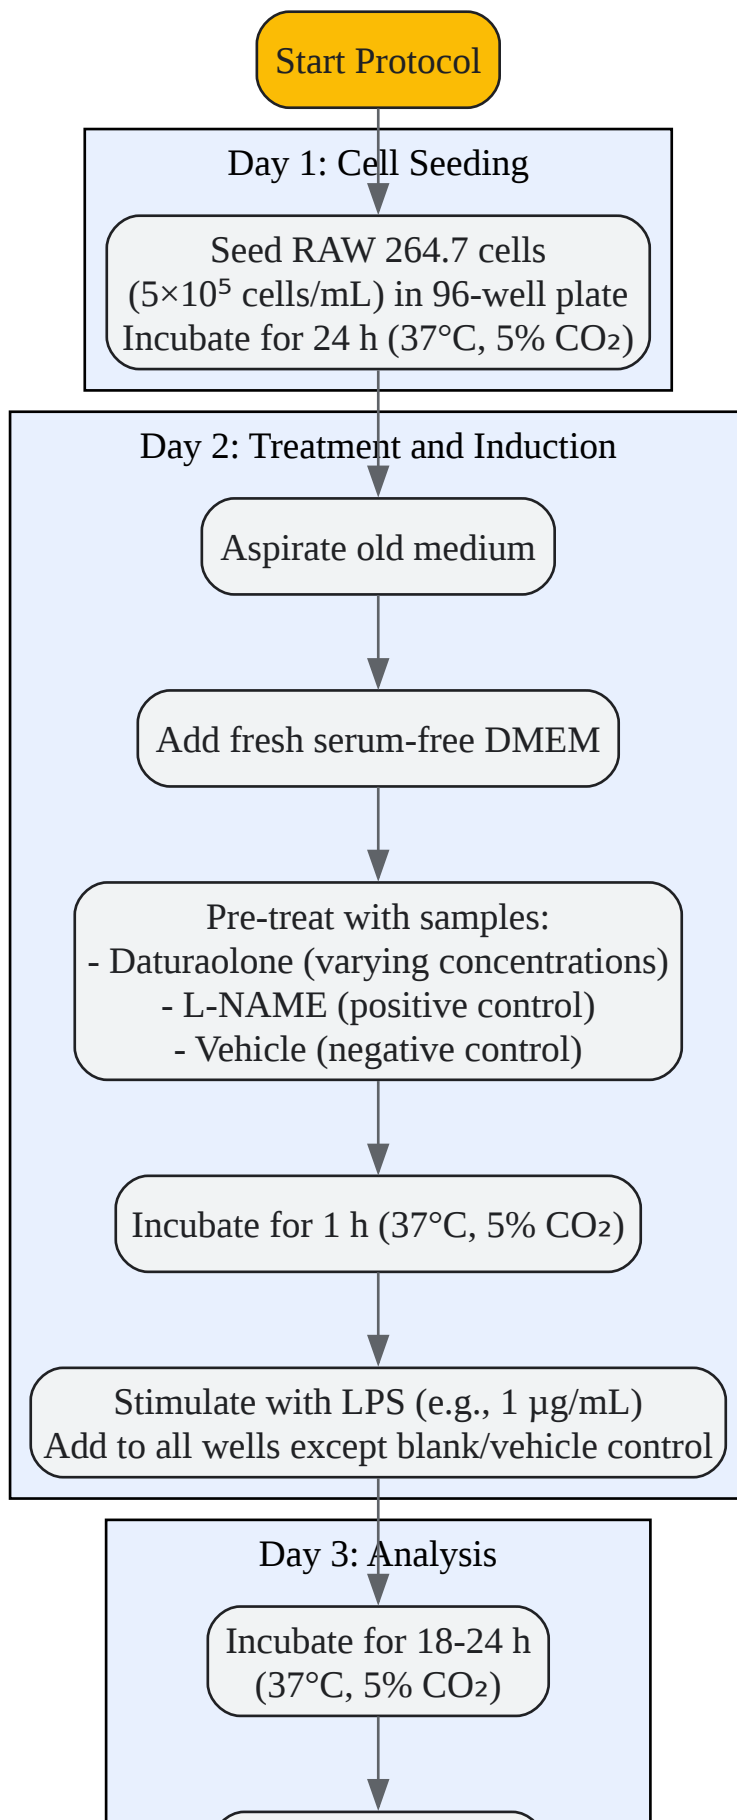 Start Protocol
Day 1: Cell Seeding
Seed RAW 264.7 cells
(5×10⁵ cells/mL) in 96-well plate
Incubate for 24 h (37°C, 5% CO₂)
Day 2: Treatment and Induction
Aspirate old medium
Add fresh serum-free DMEM
Pre-treat with samples:
- Daturaolone (varying concentrations)
- L-NAME (positive control)
- Vehicle (negative control)
Incubate for 1 h (37°C, 5% CO₂)
Stimulate with LPS (e.g., 1 µg/mL)
Add to all wells except blank/vehicle control
Day 3: Analysis
Incubate for 18-24 h
(37°C, 5% CO₂)